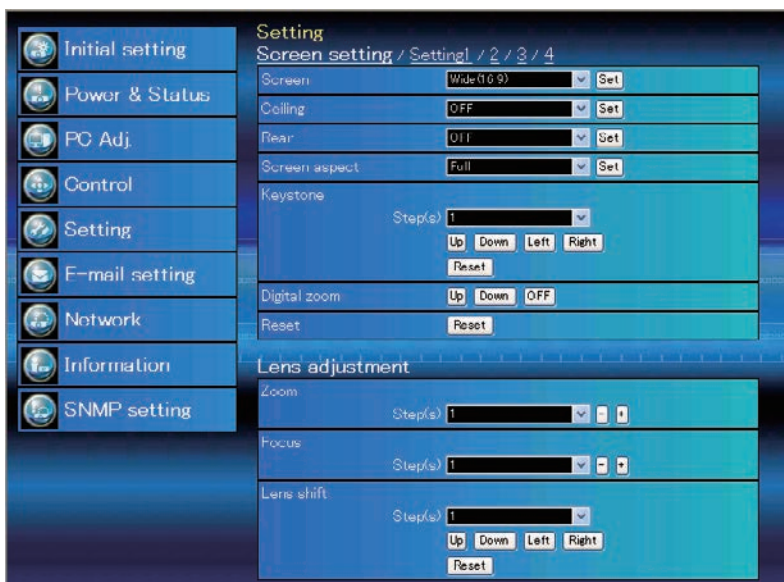 Initial setting
Power & Status
PC Adj.
Control
Setting
E-mail setting
Network
Information
SNMP setting
Setting
Screen setting / Setting1 / 2 / 3 / 4
Screen Wide(16:9) Set
Ceiling OFF Set
Rear OFF Set
Screen aspect Full Set
Keystone
Step(s) 1
Up Down Left Right
Reset
Digital zoom Up Down OFF
Reset Reset
Lens adjustment
Zoom
Step(s) 1 - +
Focus
Step(s) 1 - +
Lens shift
Step(s) 1
Up Down Left Right
Reset